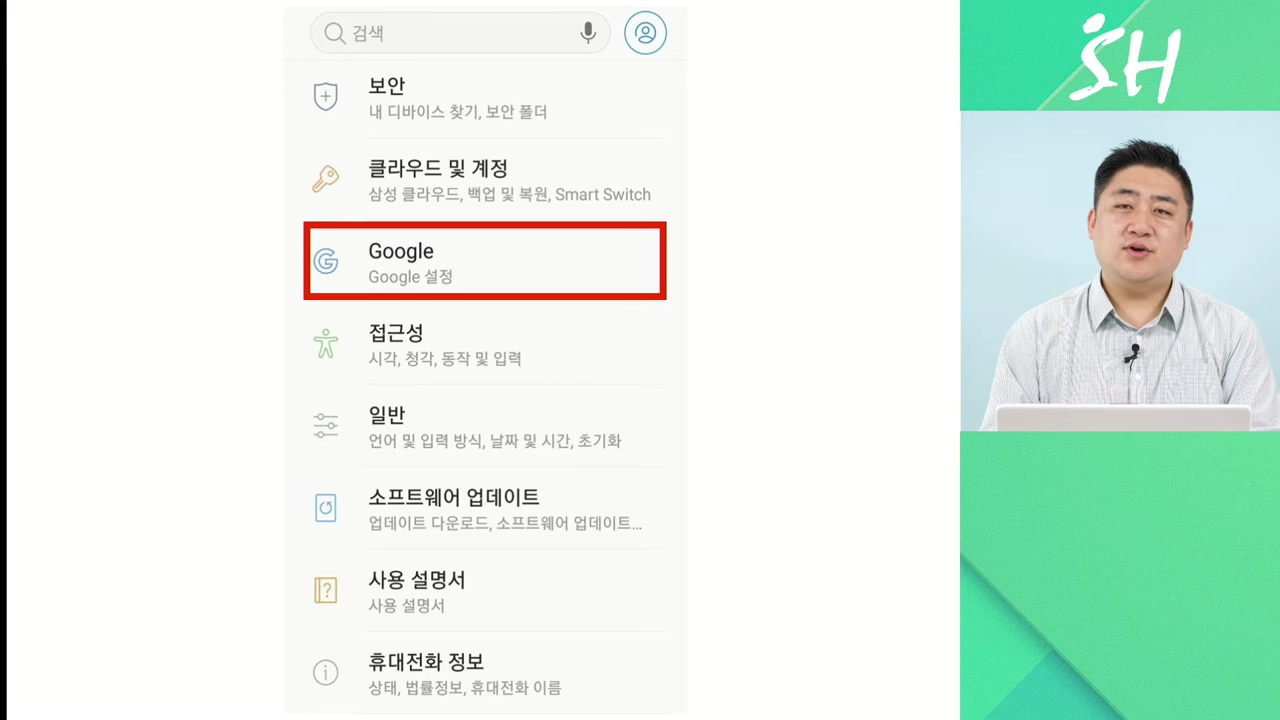 검색
보안
내 디바이스 찾기, 보안 폴더
클라우드 및 계정
삼성 클라우드, 백업 및 복원, Smart Switch
Google
Google 설정
접근성
시각, 청각, 동작 및 입력
일반
언어 및 입력 방식, 날짜 및 시간, 초기화
소프트웨어 업데이트
업데이트 다운로드, 소프트웨어 업데이트...
사용 설명서
사용 설명서
휴대전화 정보
상태, 법률정보, 휴대전화 이름
SH